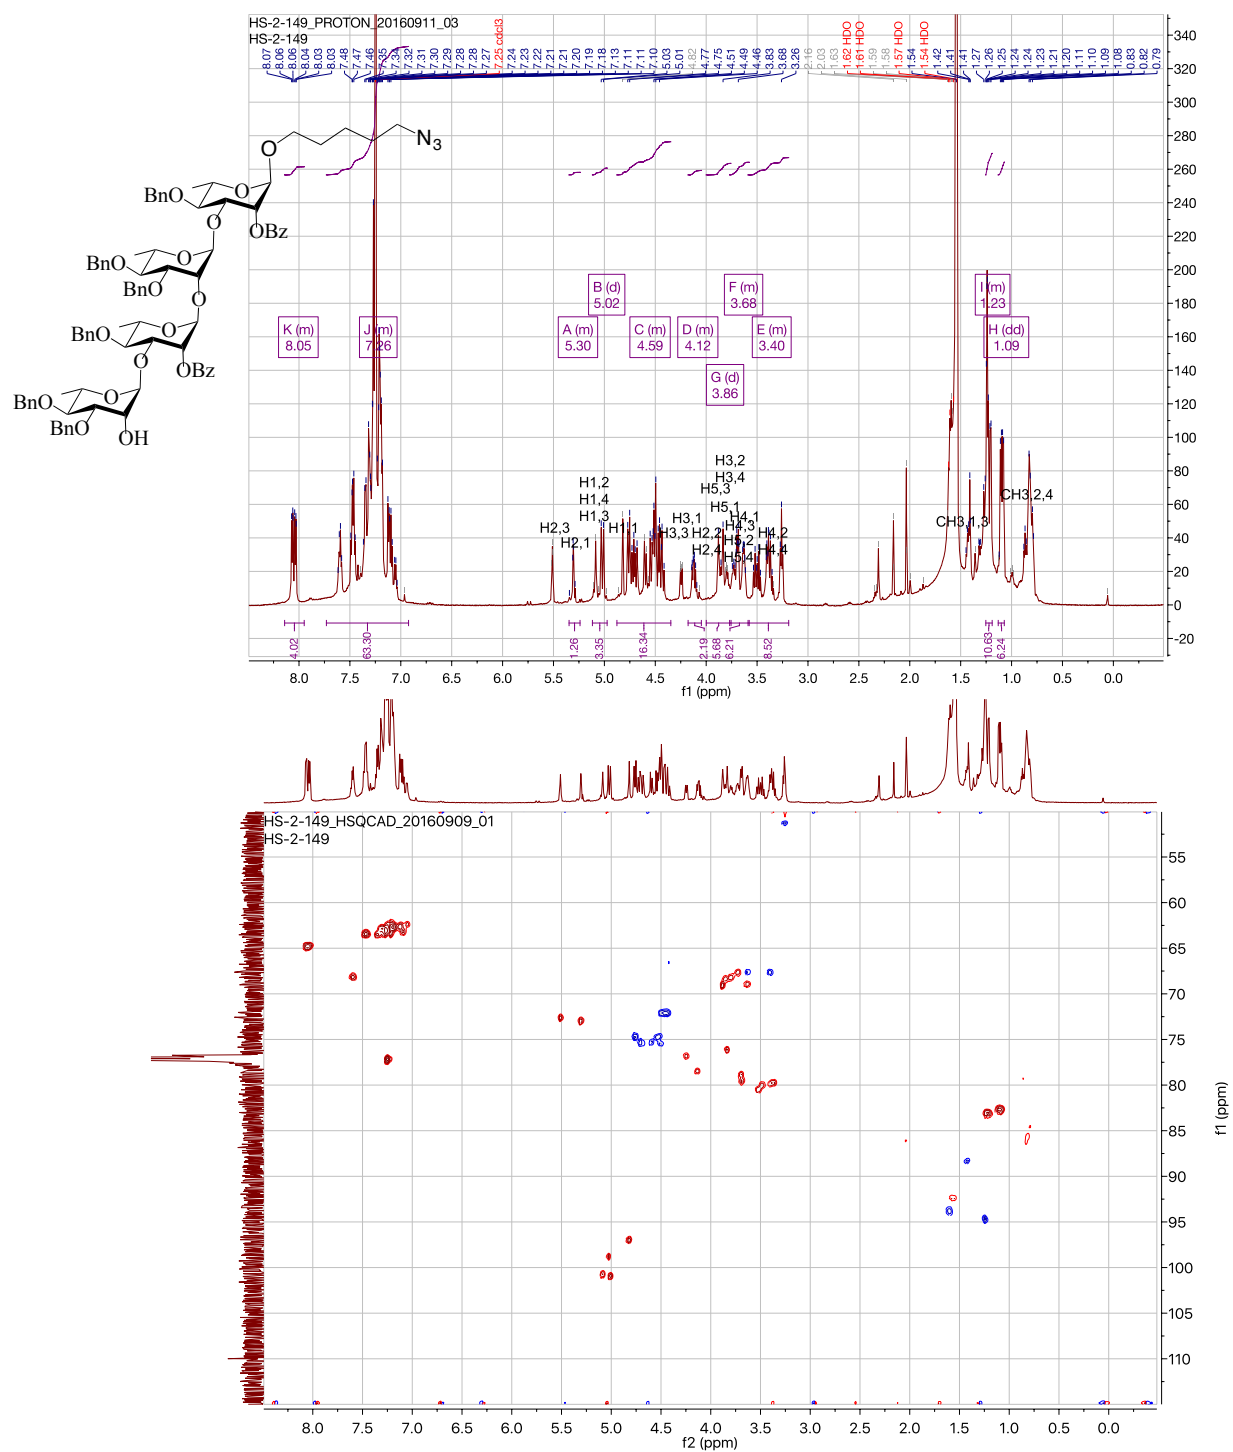 HS-2-149_PROTON_20160911_03
HS-2-149
8.07
8.06
8.06
8.04
8.03
8.03
7.48
7.47
7.46
7.35
7.34
7.32
7.31
7.30
7.29
7.28
7.28
7.27
7.25 cdcl3
7.24
7.23
7.22
7.21
7.21
7.20
7.19
7.18
7.13
7.11
7.11
7.10
5.03
5.01
4.82
4.77
4.75
4.51
4.49
4.46
3.83
3.68
3.26
2.16
2.03
1.63
1.62 HDO
1.61 HDO
1.59
1.58
1.57 HDO
1.54
1.54 HDO
1.42
1.41
1.41
1.27
1.26
1.25
1.24
1.24
1.23
1.21
1.20
1.11
1.10
1.09
1.08
0.83
0.82
0.79
O
N3
BnO
O
O
OBz
BnO
O
BnO
O
BnO
O
O
OBz
BnO
O
BnO
OH
K (m)
8.05
J (m)
7.26
B (d)
5.02
A (m)
5.30
C (m)
4.59
D (m)
4.12
F (m)
3.68
E (m)
3.40
G (d)
3.86
I (m)
1.23
H (dd)
1.09
H1,2
H1,4
H1,3
H2,3
H2,1
H1,1
H3,1
H3,3
H2,2
H2,4
H3,2
H3,4
H5,3
H5,1
H4,1
H4,3
H5,2
H5,4
H4,2
H4,4
CH3,1,3
CH3,2,4
4.02
63.30
1.26
3.35
16.34
2.19
5.68
6.21
8.52
10.63
6.24
340
320
300
280
260
240
220
200
180
160
140
120
100
80
60
40
20
0
-20
8.0 7.5 7.0 6.5 6.0 5.5 5.0 4.5 4.0 3.5 3.0 2.5 2.0 1.5 1.0 0.5 0.0
f1 (ppm)
HS-2-149_HSQCAD_20160909_01
HS-2-149
55
60
65
70
75
80
85
90
95
100
105
110
f1 (ppm)
8.0 7.5 7.0 6.5 6.0 5.5 5.0 4.5 4.0 3.5 3.0 2.5 2.0 1.5 1.0 0.5 0.0
f2 (ppm)